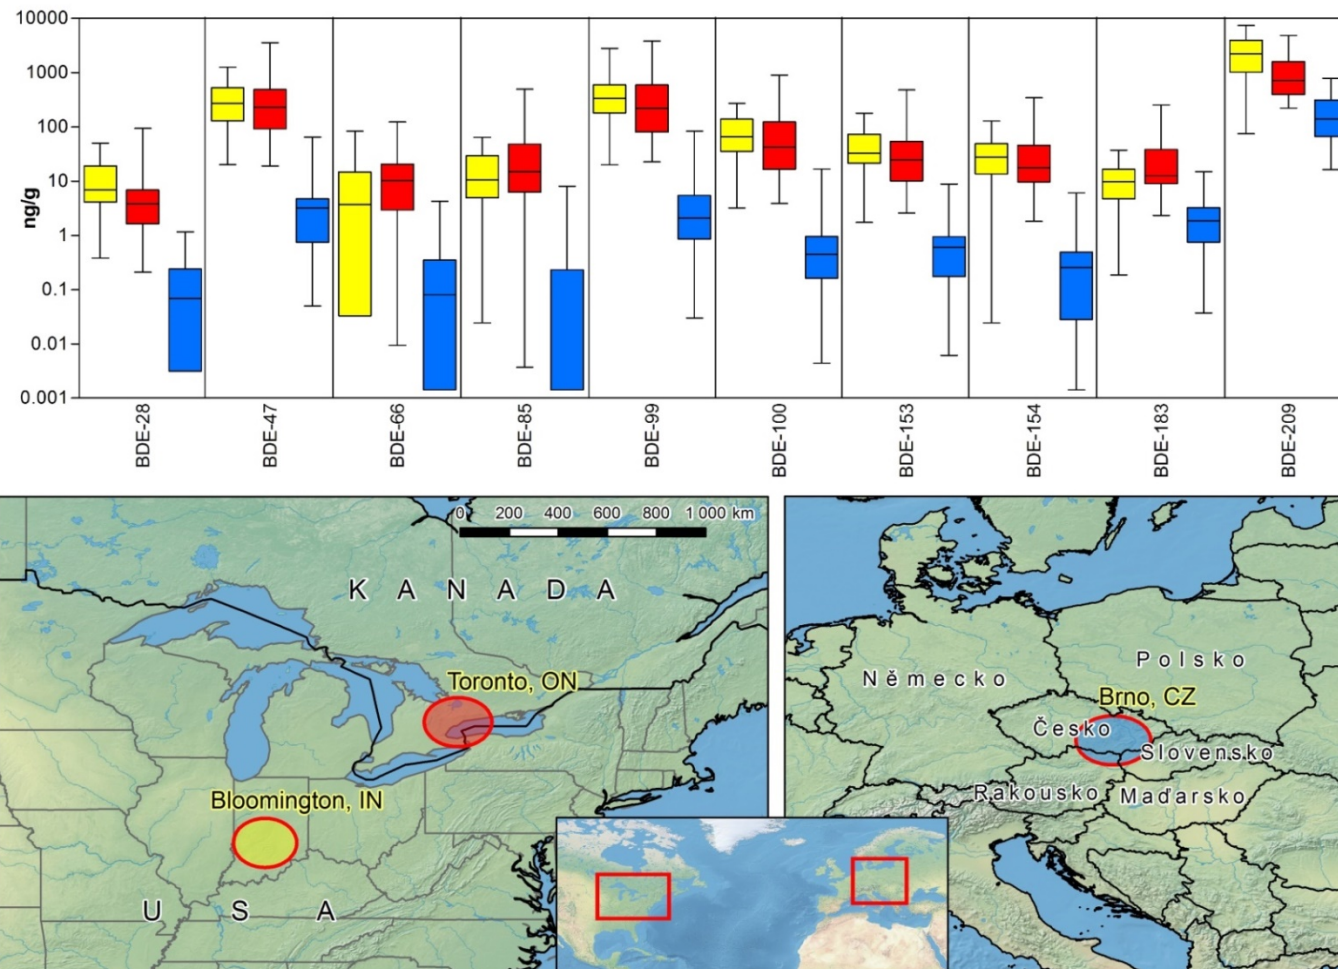 10000
1000
100
10
1
0.1
0.01
0.001
ng/g
BDE-28
BDE-47
BDE-66
BDE-85
BDE-99
BDE-100
BDE-153
BDE-154
BDE-183
BDE-209
0 200 400 600 800 1 000 km
KANADA
Toronto, ON
Bloomington, IN
USA
Německo
Polsko
Brno, CZ
Česko
Slovensko
Rakousko
Maďarsko